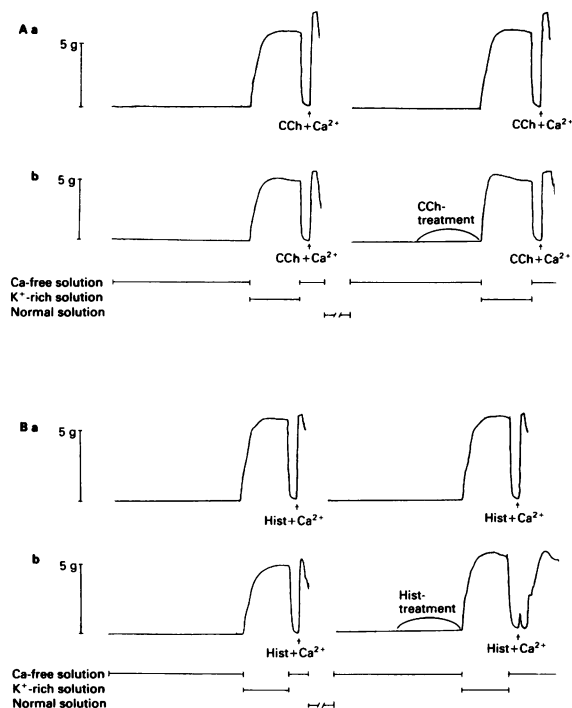 A a
5 g
CCh + Ca²⁺
CCh + Ca²⁺
b
5 g
CCh-
treatment
CCh + Ca²⁺
CCh + Ca²⁺
Ca-free solution
K⁺-rich solution
Normal solution
B a
5 g
Hist + Ca²⁺
Hist + Ca²⁺
b
5 g
Hist-
treatment
Hist + Ca²⁺
Hist + Ca²⁺
Ca-free solution
K⁺-rich solution
Normal solution